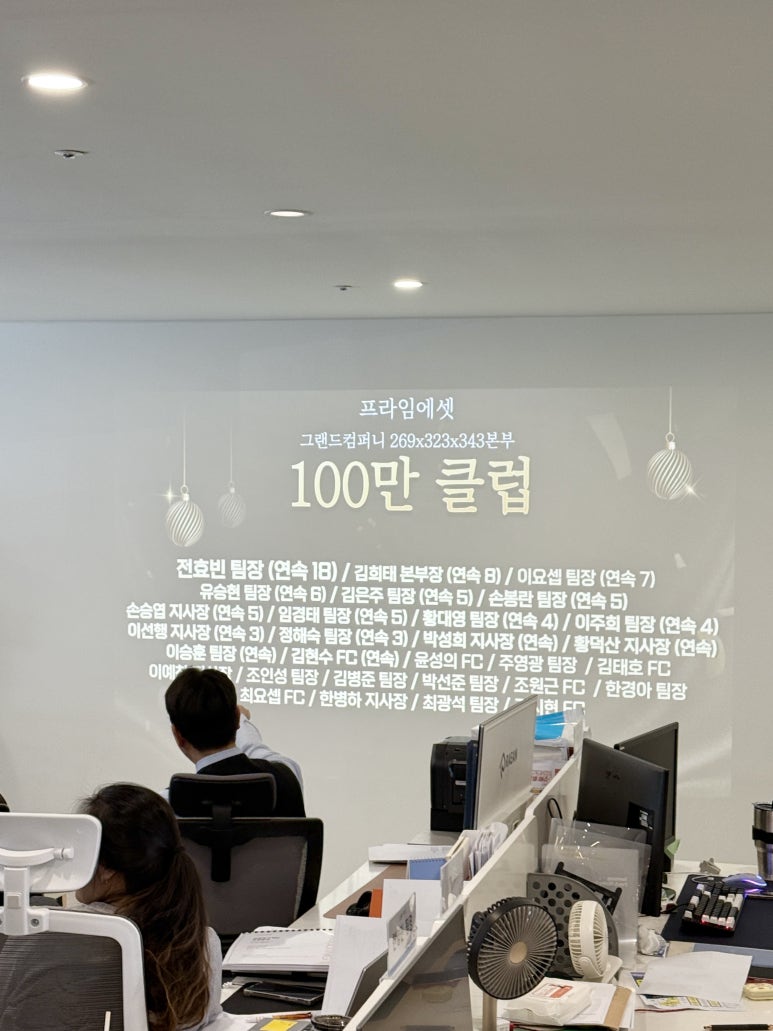 프라임에셋
그랜드컴퍼니 269x323x343본부
100만 클럽
전효빈 팀장 (연속 18) / 김희태 본부장 (연속 8) / 이요셉 팀장 (연속 7)
유승현 팀장 (연속 6) / 김은주 팀장 (연속 5) / 손봉란 팀장 (연속 5)
손승엽 지사장 (연속 5) / 임경태 팀장 (연속 5) / 황대영 팀장 (연속 4) / 이주희 팀장 (연속 4)
이선행 지사장 (연속 3) / 정해숙 팀장 (연속 3) / 박성희 지사장 (연속) / 황덕산 지사장 (연속)
이승훈 팀장 (연속) / 김현수 FC (연속) / 윤성의 FC / 주영광 팀장 / 김태호 FC
/ 조인성 팀장 / 김병준 팀장 / 박선준 팀장 / 조원근 FC / 한경아 팀장
최요셉 FC / 한병하 지사장 / 최광석 팀장 / FC